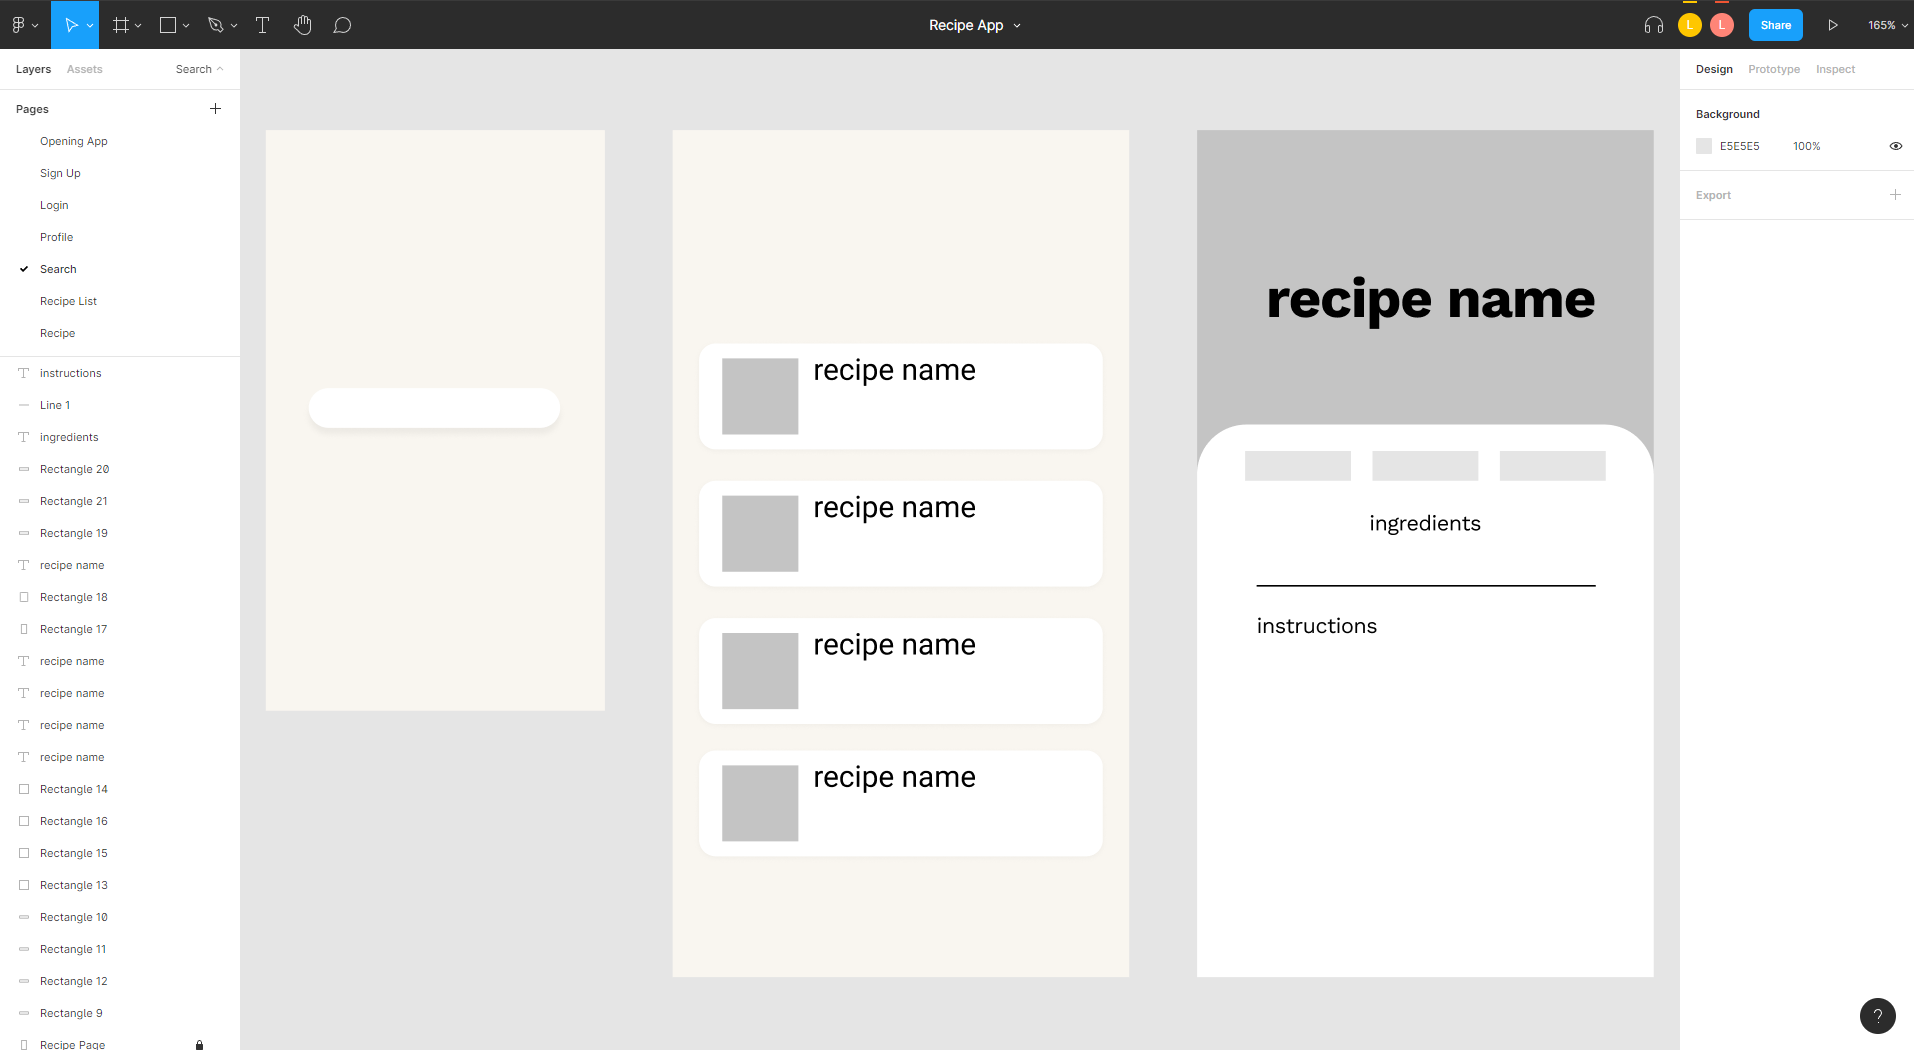 Recipe App
L
L
Share
165%
Layers
Assets
Search
Pages
Opening App
Sign Up
Login
Profile
Search
Recipe List
Recipe
instructions
Line 1
ingredients
Rectangle 20
Rectangle 21
Rectangle 19
recipe name
Rectangle 18
Rectangle 17
recipe name
recipe name
recipe name
recipe name
Rectangle 14
Rectangle 16
Rectangle 15
Rectangle 13
Rectangle 10
Rectangle 11
Rectangle 12
Rectangle 9
Recipe Page
recipe name
recipe name
recipe name
recipe name
recipe name
ingredients
instructions
Design
Prototype
Inspect
Background
E5E5E5
100%
Export
?